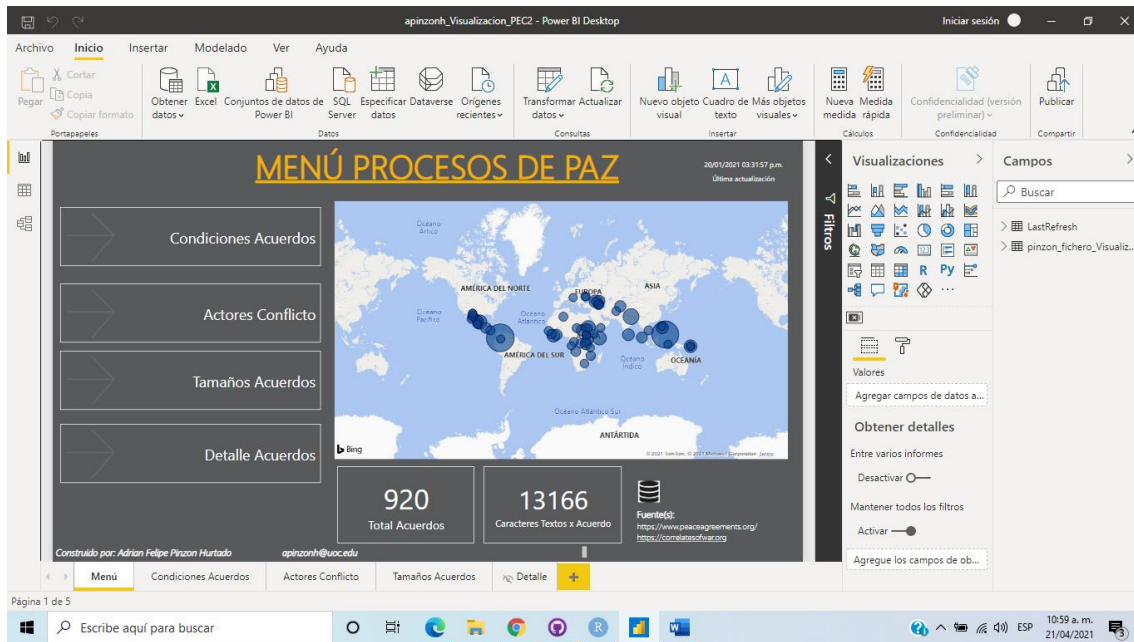 apinzonh_Visualizacion_PEC2 - Power BI Desktop
Iniciar sesión
Archivo Inicio Insertar Modelado Ver Ayuda
Pegar
Cortar
Copia
Copiar formato
Portapapeles
Obtener datos
Excel
Conjuntos de datos de Power BI
SQL Server
Especificar datos
Dataverse
Orígenes recientes
Datos
Transformar datos
Actualizar
Consultas
Nuevo objeto visual
Cuadro de texto
Más objetos visuales
Insertar
Nueva medida
Medida rápida
Cálculos
Confidencialidad (versión preliminar)
Confidencialidad
Publicar
Compartir
MENÚ PROCESOS DE PAZ
20/01/2021 03:31:57 p.m.
Última actualización
Condiciones Acuerdos
Actores Conflicto
Tamaños Acuerdos
Detalle Acuerdos
Océano Ártico
AMÉRICA DEL NORTE
EUROPA
ASIA
Océano Pacífico
Océano Atlántico
AMÉRICA DEL SUR
Océano Índico
OCEANÍA
Océano Atlántico Sur
ANTÁRTIDA
Bing
© 2021 TomTom, © 2021 Microsoft Corporation Terms
920
Total Acuerdos
13166
Caracteres Textos x Acuerdo
Fuente(s):
https://www.peaceagreements.org/
https://correlatesofwar.org
Construido por: Adrian Felipe Pinzon Hurtado
apinzonh@uoc.edu
Filtros
Visualizaciones
R
Py
Valores
Agregar campos de datos a...
Obtener detalles
Entre varios informes
Desactivar
Mantener todos los filtros
Activar
Agregue los campos de ob...
Campos
Buscar
LastRefresh
pinzon_fichero_Visualiz...
Menú
Condiciones Acuerdos
Actores Conflicto
Tamaños Acuerdos
Detalle
Página 1 de 5
Escribe aquí para buscar
ESP
10:59 a. m.
21/04/2021